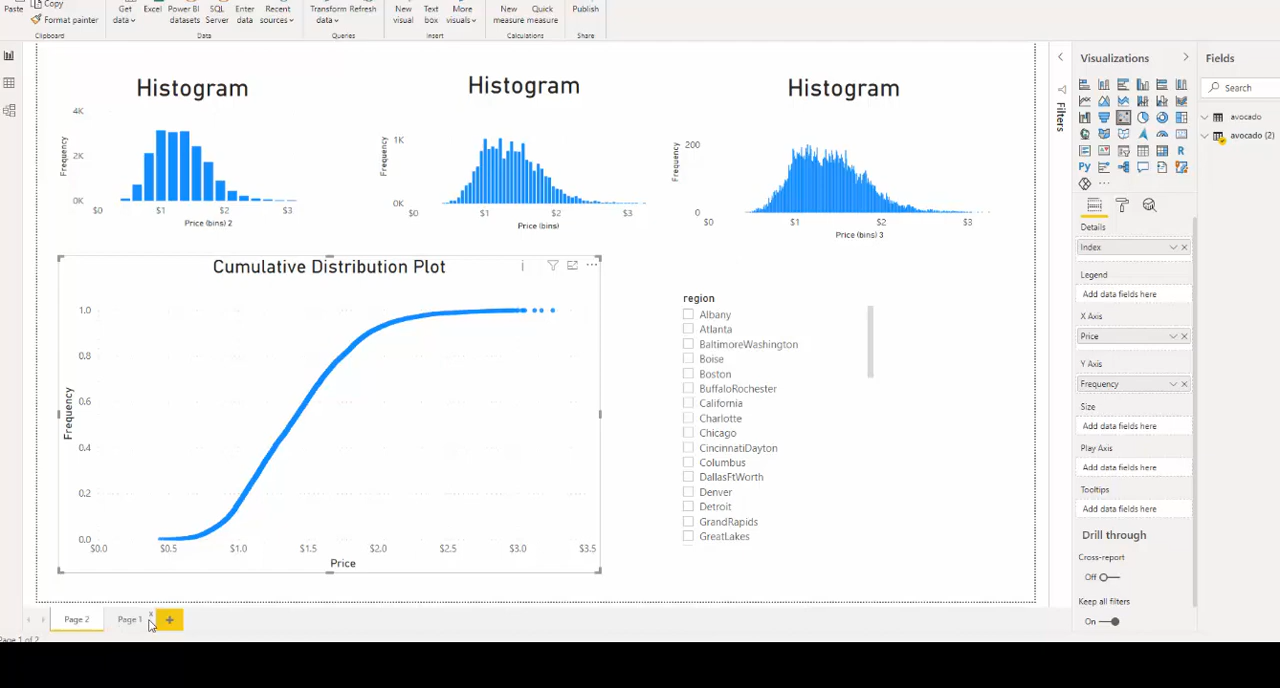 Paste
Copy
Format painter
Clipboard
Get data
Excel
Power BI datasets
SQL Server
Enter data
Recent sources
Data
Transform data
Refresh
Queries
New visual
Text box
More visuals
Insert
New measure
Quick measure
Calculations
Publish
Share
Histogram
4K
2K
0K
Frequency
$0
$1
$2
$3
Price (bins) 2
Histogram
1K
0K
Frequency
$0
$1
$2
$3
Price (bins)
Histogram
200
0
Frequency
$0
$1
$2
$3
Price (bins) 3
Cumulative Distribution Plot
1.0
0.8
0.6
0.4
0.2
0.0
Frequency
$0.0
$0.5
$1.0
$1.5
$2.0
$2.5
$3.0
$3.5
Price
region
Albany
Atlanta
BaltimoreWashington
Boise
Boston
BuffaloRochester
California
Charlotte
Chicago
CincinnatiDayton
Columbus
DallasFtWorth
Denver
Detroit
GrandRapids
GreatLakes
Filters
Visualizations
R
Py
Details
Index
Legend
Add data fields here
X Axis
Price
Y Axis
Frequency
Size
Add data fields here
Play Axis
Add data fields here
Tooltips
Add data fields here
Drill through
Cross-report
Off
Keep all filters
On
Fields
Search
avocado
avocado (2)
Page 2
Page 1
Page 1 of 2